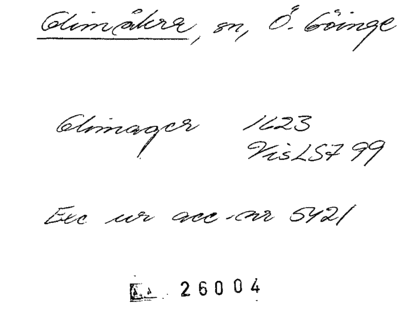 Glimåkra, sn, Ö. Göinge
Glimager 1623
VisLSF 99
Exc ur acc.nr 5421
26004